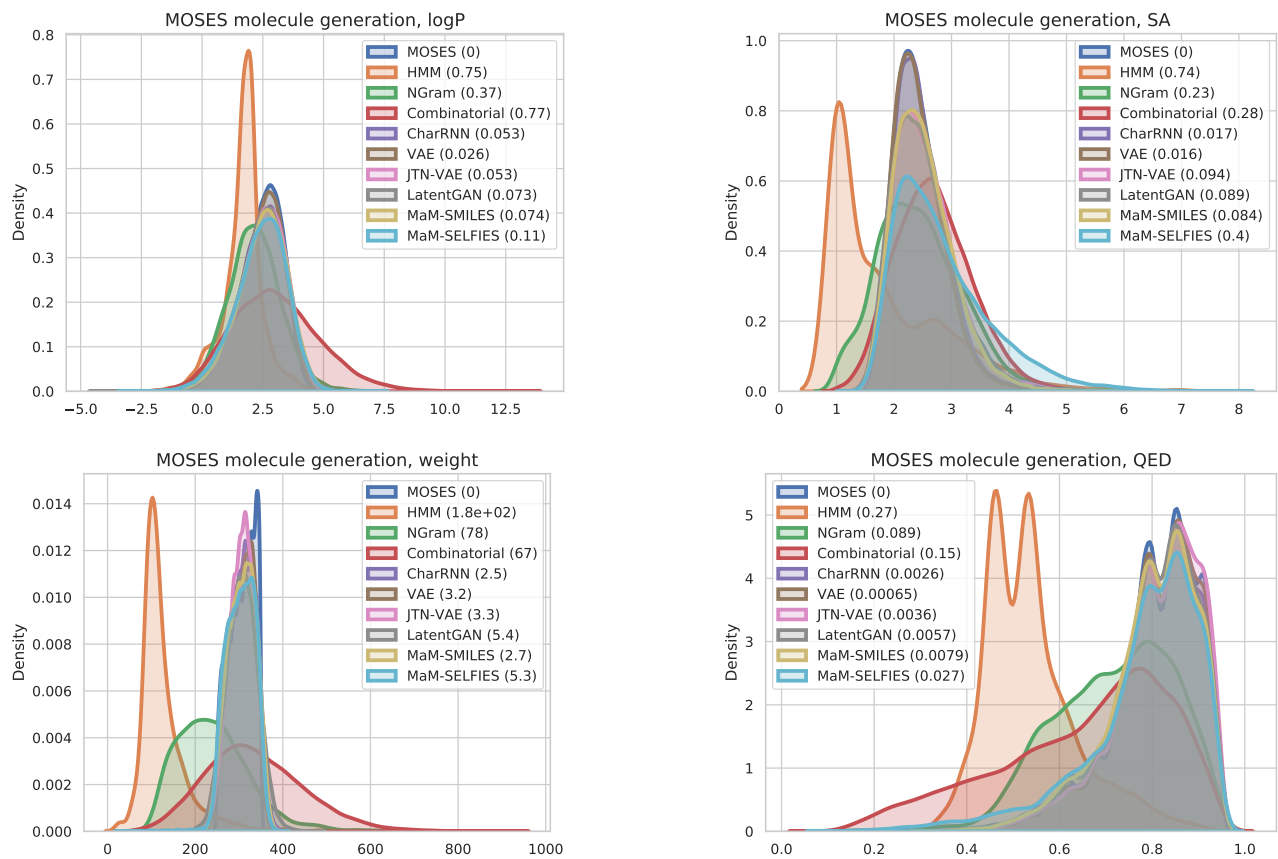 MOSES molecule generation, logP
0.8
0.7
0.6
0.5
0.4
0.3
0.2
0.1
0.0
Density
MOSES (0)
HMM (0.75)
NGram (0.37)
Combinatorial (0.77)
CharRNN (0.053)
VAE (0.026)
JTN-VAE (0.053)
LatentGAN (0.073)
MaM-SMILES (0.074)
MaM-SELFIES (0.11)
−5.0 −2.5 0.0 2.5 5.0 7.5 10.0 12.5
MOSES molecule generation, SA
1.0
0.8
0.6
0.4
0.2
0.0
Density
MOSES (0)
HMM (0.74)
NGram (0.23)
Combinatorial (0.28)
CharRNN (0.017)
VAE (0.016)
JTN-VAE (0.094)
LatentGAN (0.089)
MaM-SMILES (0.084)
MaM-SELFIES (0.4)
0 1 2 3 4 5 6 7 8
MOSES molecule generation, weight
0.014
0.012
0.010
0.008
0.006
0.004
0.002
0.000
Density
MOSES (0)
HMM (1.8e+02)
NGram (78)
Combinatorial (67)
CharRNN (2.5)
VAE (3.2)
JTN-VAE (3.3)
LatentGAN (5.4)
MaM-SMILES (2.7)
MaM-SELFIES (5.3)
0 200 400 600 800 1000
MOSES molecule generation, QED
5
4
3
2
1
0
Density
MOSES (0)
HMM (0.27)
NGram (0.089)
Combinatorial (0.15)
CharRNN (0.0026)
VAE (0.00065)
JTN-VAE (0.0036)
LatentGAN (0.0057)
MaM-SMILES (0.0079)
MaM-SELFIES (0.027)
0.0 0.2 0.4 0.6 0.8 1.0